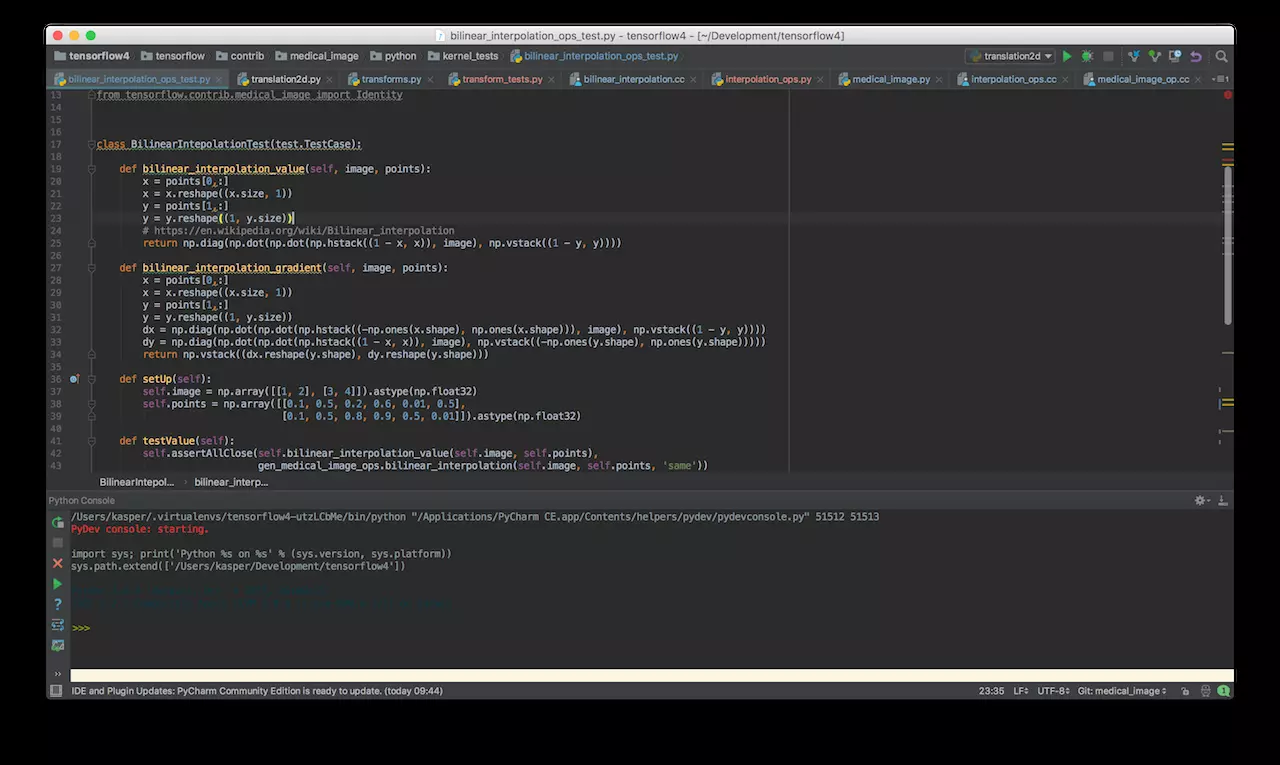 bilinear_interpolation_ops_test.py - tensorflow4 - [~/Development/tensorflow4]
tensorflow4 tensorflow contrib medical_image python kernel_tests bilinear_interpolation_ops_test.py translation2d
bilinear_interpolation_ops_test.py translation2d.py transforms.py transform_tests.py bilinear_interpolation.cc interpolation_ops.py medical_image.py interpolation_ops.cc medical_image_op.cc
13 from tensorflow.contrib.medical_image import Identity
14
15
16
17 class BilinearIntepolationTest(test.TestCase):
18
19 def bilinear_interpolation_value(self, image, points):
20 x = points[0,:]
21 x = x.reshape((x.size, 1))
22 y = points[1,:]
23 y = y.reshape((1, y.size))
24 # https://en.wikipedia.org/wiki/Bilinear_interpolation
25 return np.diag(np.dot(np.dot(np.hstack((1 - x, x)), image), np.vstack((1 - y, y))))
26
27 def bilinear_interpolation_gradient(self, image, points):
28 x = points[0,:]
29 x = x.reshape((x.size, 1))
30 y = points[1,:]
31 y = y.reshape((1, y.size))
32 dx = np.diag(np.dot(np.dot(np.hstack((-np.ones(x.shape), np.ones(x.shape))), image), np.vstack((1 - y, y))))
33 dy = np.diag(np.dot(np.dot(np.hstack((1 - x, x)), image), np.vstack((-np.ones(y.shape), np.ones(y.shape)))))
34 return np.vstack((dx.reshape(y.shape), dy.reshape(y.shape)))
35
36 def setUp(self):
37 self.image = np.array([[1, 2], [3, 4]]).astype(np.float32)
38 self.points = np.array([[0.1, 0.5, 0.2, 0.6, 0.01, 0.5],
39 [0.1, 0.5, 0.8, 0.9, 0.5, 0.01]]).astype(np.float32)
40
41 def testValue(self):
42 self.assertAllClose(self.bilinear_interpolation_value(self.image, self.points),
43 gen_medical_image_ops.bilinear_interpolation(self.image, self.points, 'same'))
BilinearIntepol... › bilinear_interp...
Python Console
/Users/kasper/.virtualenvs/tensorflow4-utzLCbMe/bin/python "/Applications/PyCharm CE.app/Contents/helpers/pydev/pydevconsole.py" 51512 51513
PyDev console: starting.
import sys; print('Python %s on %s' % (sys.version, sys.platform))
sys.path.extend(['/Users/kasper/Development/tensorflow4'])
>>>
IDE and Plugin Updates: PyCharm Community Edition is ready to update. (today 09:44) 23:35 LF UTF-8 Git: medical_image 1